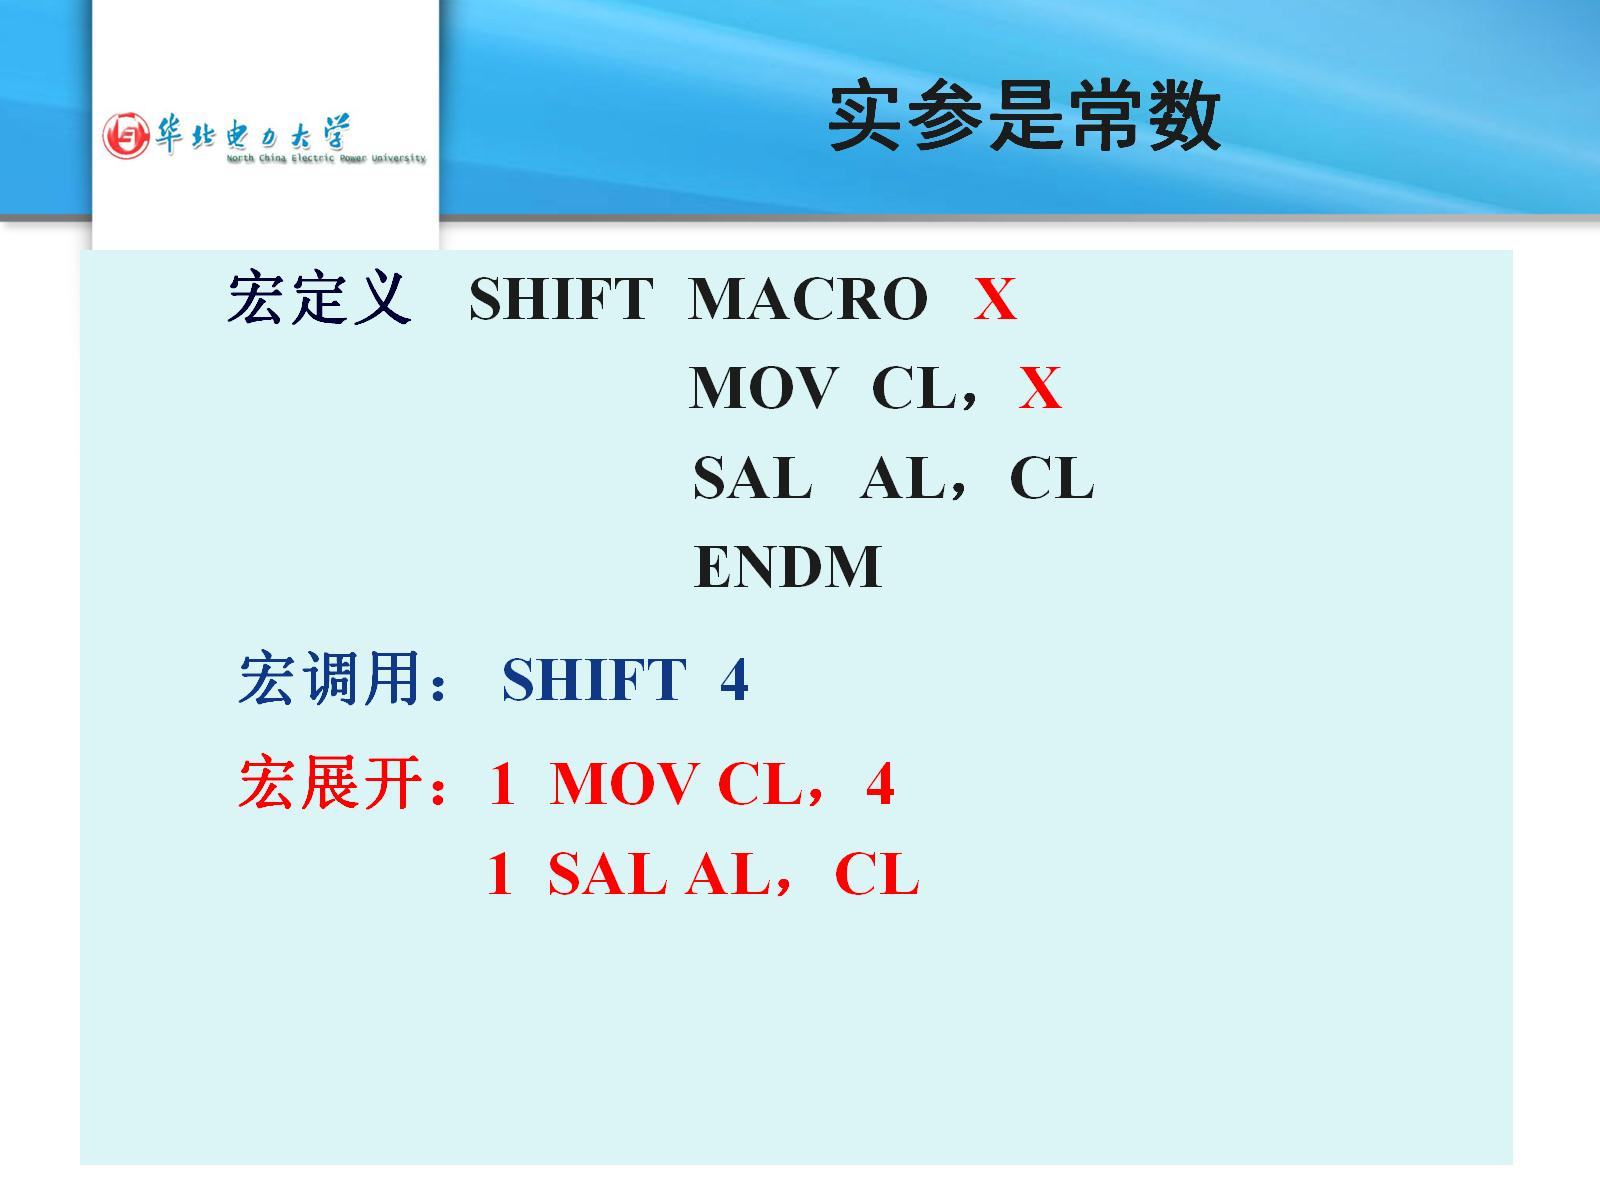 实参是常数
华北电力大学
North China Electric Power University
宏定义 SHIFT MACRO X
MOV CL，X
SAL AL，CL
ENDM
宏调用： SHIFT 4
宏展开：1 MOV CL，4
1 SAL AL，CL